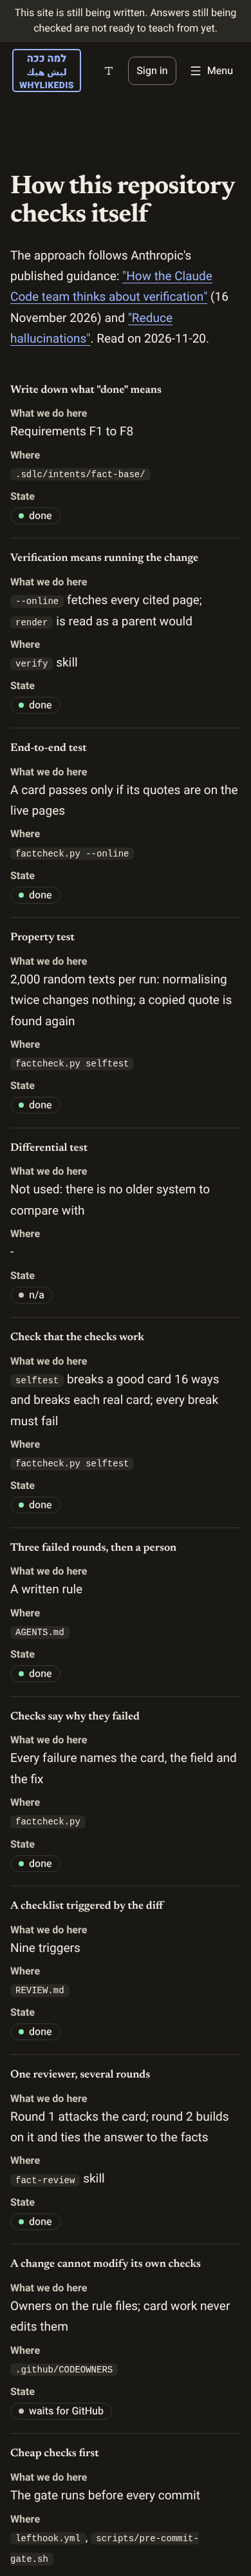 This site is still being written. Answers still being
checked are not ready to teach from yet.
למה ככה
ليش هيك
WHYLIKEDIS
T
Sign in
Menu
How this repository
checks itself
The approach follows Anthropic's
published guidance: "How the Claude
Code team thinks about verification" (16
November 2026) and "Reduce
hallucinations". Read on 2026-11-20.
Write down what "done" means
What we do here
Requirements F1 to F8
Where
.sdlc/intents/fact-base/
State
done
Verification means running the change
What we do here
--online fetches every cited page;
render is read as a parent would
Where
verify skill
State
done
End-to-end test
What we do here
A card passes only if its quotes are on the
live pages
Where
factcheck.py --online
State
done
Property test
What we do here
2,000 random texts per run: normalising
twice changes nothing; a copied quote is
found again
Where
factcheck.py selftest
State
done
Differential test
What we do here
Not used: there is no older system to
compare with
Where
-
State
n/a
Check that the checks work
What we do here
selftest breaks a good card 16 ways
and breaks each real card; every break
must fail
Where
factcheck.py selftest
State
done
Three failed rounds, then a person
What we do here
A written rule
Where
AGENTS.md
State
done
Checks say why they failed
What we do here
Every failure names the card, the field and
the fix
Where
factcheck.py
State
done
A checklist triggered by the diff
What we do here
Nine triggers
Where
REVIEW.md
State
done
One reviewer, several rounds
What we do here
Round 1 attacks the card; round 2 builds
on it and ties the answer to the facts
Where
fact-review skill
State
done
A change cannot modify its own checks
What we do here
Owners on the rule files; card work never
edits them
Where
.github/CODEOWNERS
State
waits for GitHub
Cheap checks first
What we do here
The gate runs before every commit
Where
lefthook.yml , scripts/pre-commit-
gate.sh